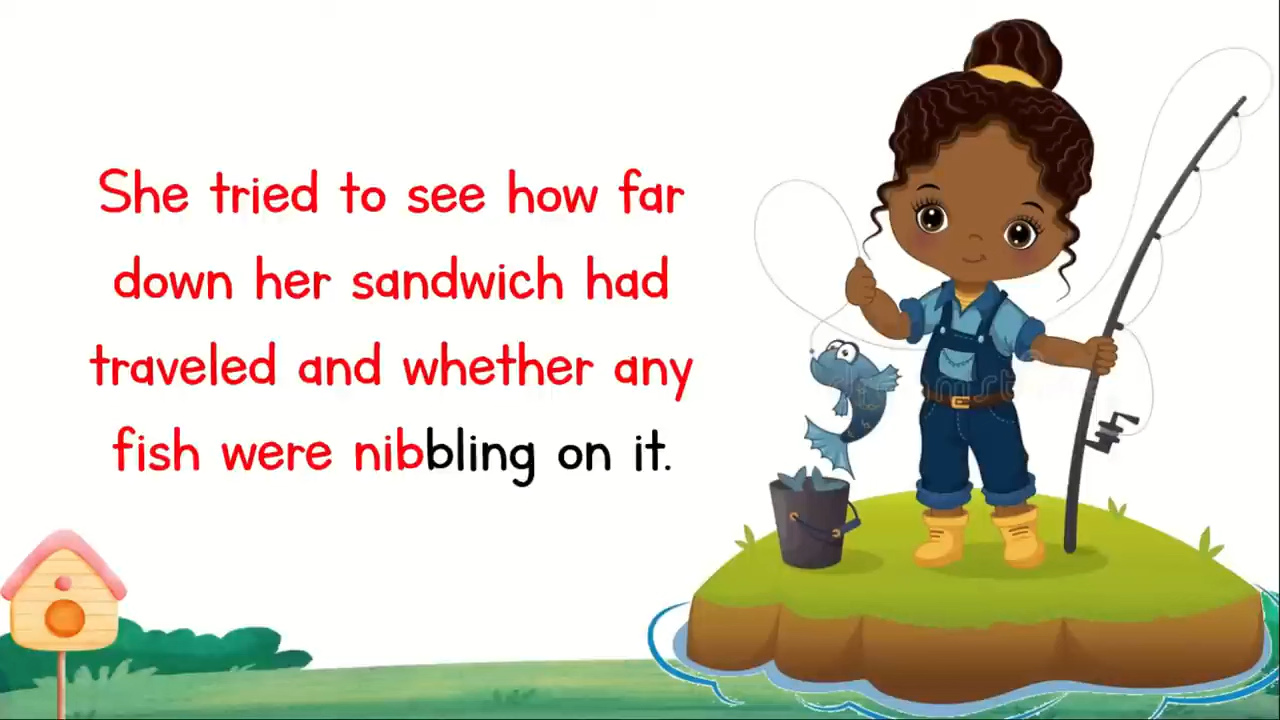 She tried to see how far
down her sandwich had
traveled and whether any
fish were nibbling on it.